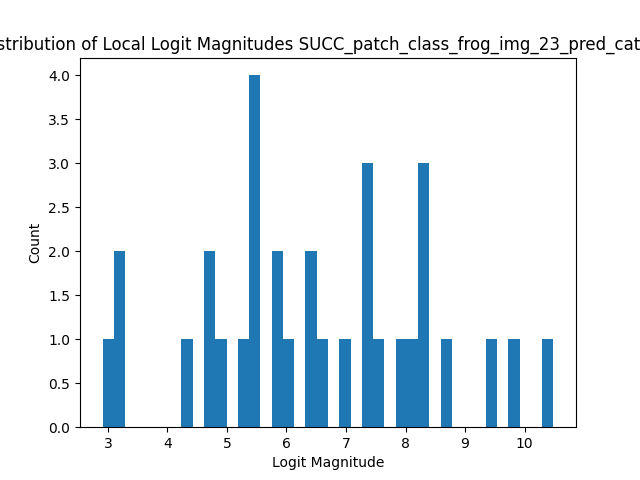 stribution of Local Logit Magnitudes SUCC_patch_class_frog_img_23_pred_cat
4.0
3.5
3.0
2.5
2.0
1.5
1.0
0.5
0.0
Count
3 4 5 6 7 8 9 10
Logit Magnitude